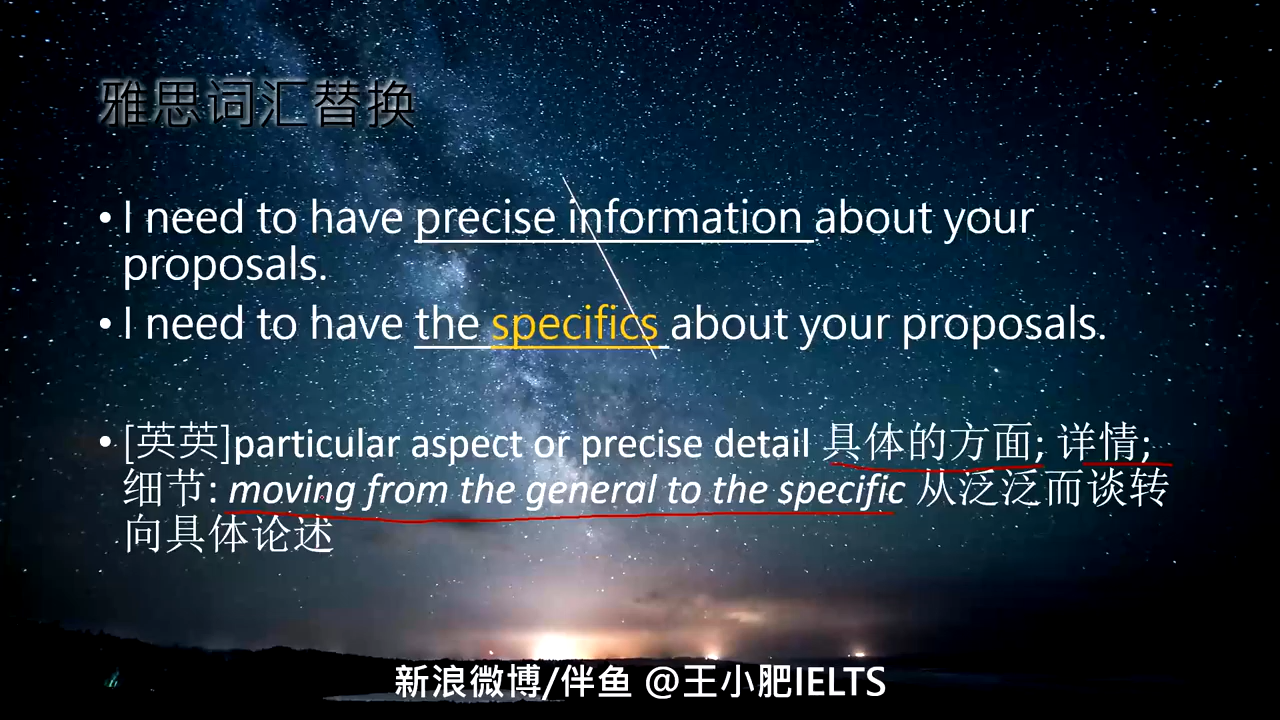 雅思词汇替换
• I need to have precise information about your
proposals.
• I need to have the specifics about your proposals.
• [英英]particular aspect or precise detail 具体的方面; 详情;
细节: moving from the general to the specific 从泛泛而谈转
向具体论述
新浪微博/伴鱼 @王小肥IELTS